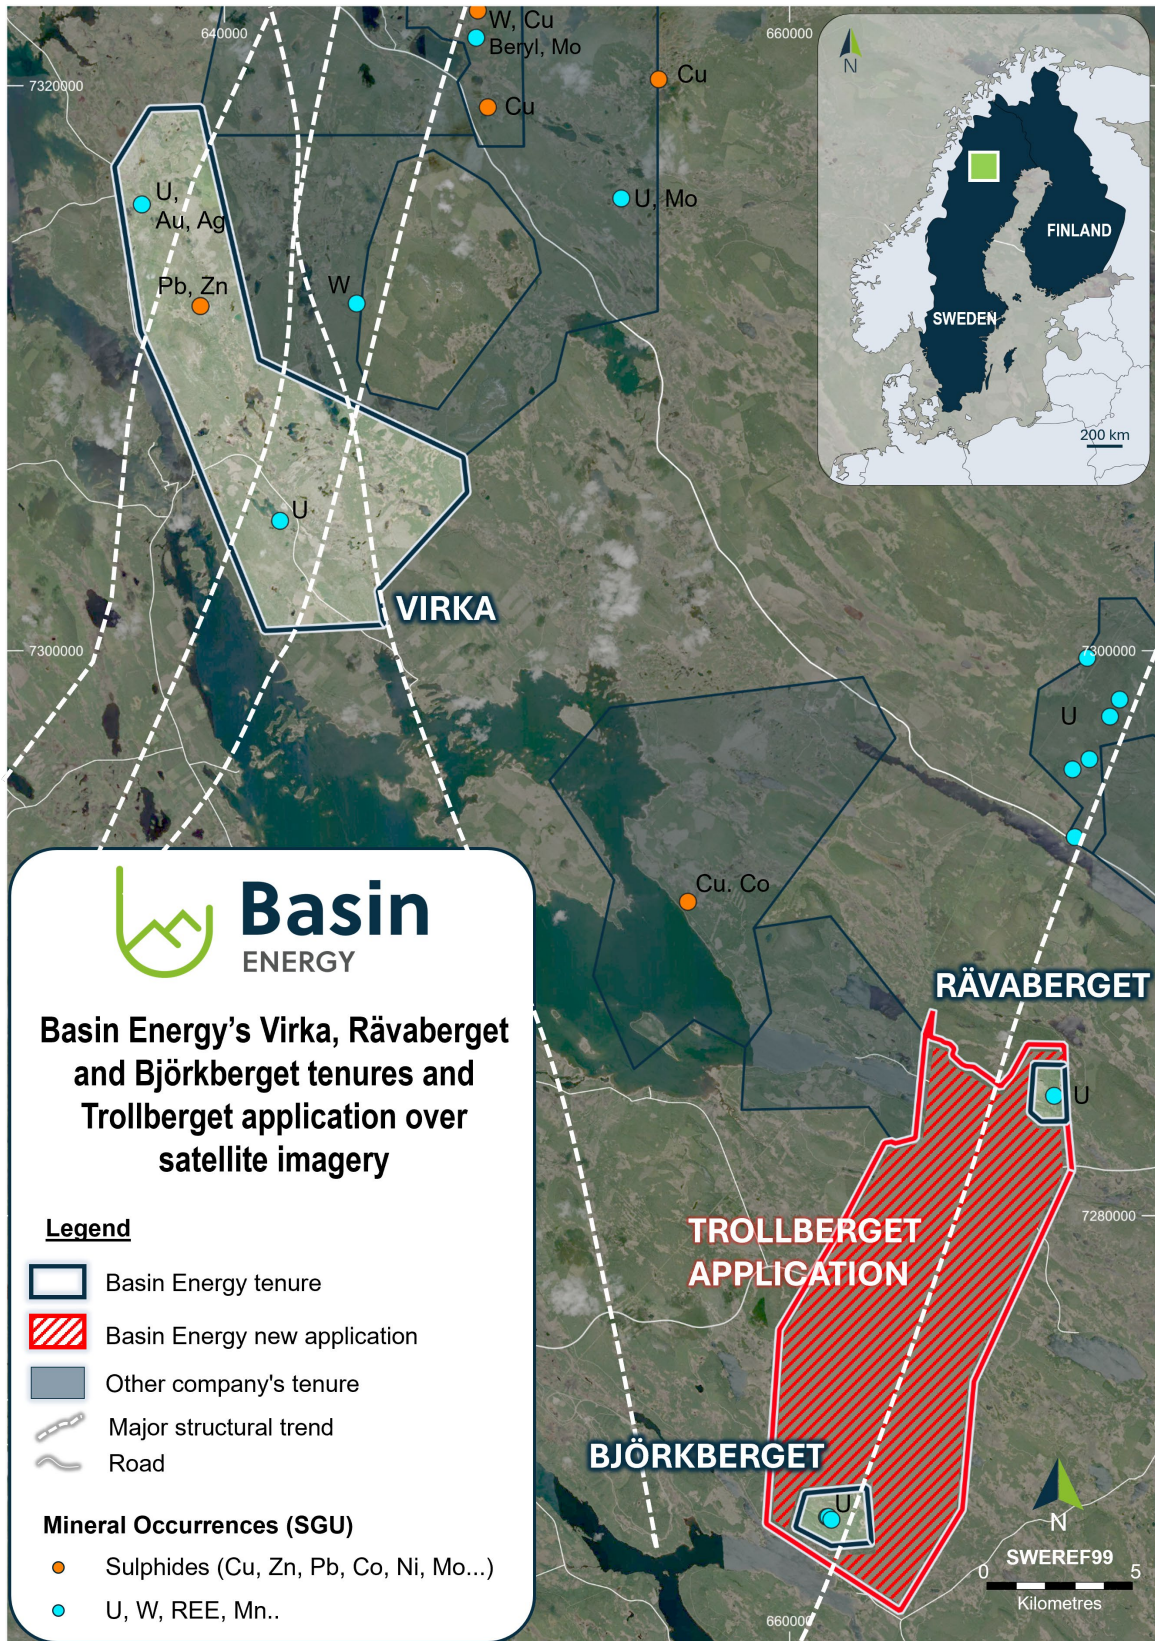 640000
660000
W, Cu
Beryl, Mo
Cu
Cu
7320000
N
U,
Au, Ag
U, Mo
Pb, Zn
W
FINLAND
SWEDEN
200 km
U
VIRKA
7300000
7300000
U
Cu. Co
RÄVABERGET
U
Basin
ENERGY
Basin Energy’s Virka, Rävaberget
and Björkberget tenures and
Trollberget application over
satellite imagery
7280000
TROLLBERGET
APPLICATION
Legend
Basin Energy tenure
Basin Energy new application
Other company's tenure
Major structural trend
Road
BJÖRKBERGET
U
Mineral Occurrences (SGU)
Sulphides (Cu, Zn, Pb, Co, Ni, Mo...)
U, W, REE, Mn..
N
SWEREF99
0 5
Kilometres
660000